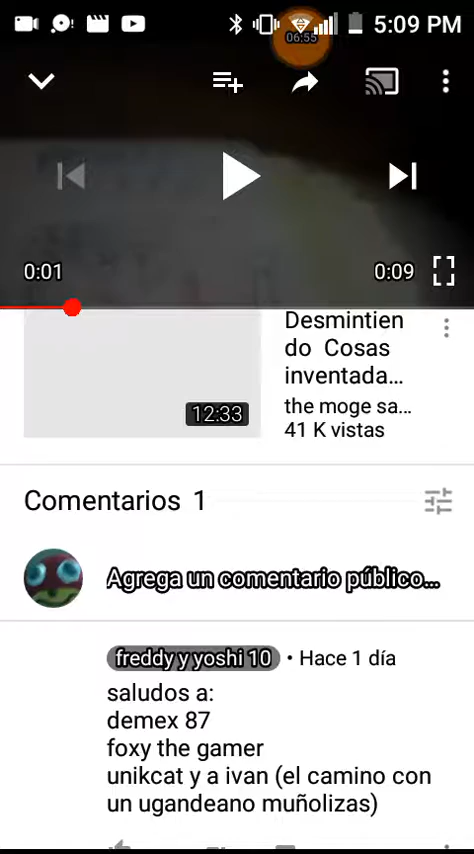 5:09 PM
06:55
0:01
0:09
Desmintien
do Cosas
inventada...
12:33
the moge sa...
41 K vistas
Comentarios 1
Agrega un comentario público...
freddy y yoshi 10 • Hace 1 día
saludos a:
demex 87
foxy the gamer
unikcat y a ivan (el camino con
un ugandeano muñolizas)